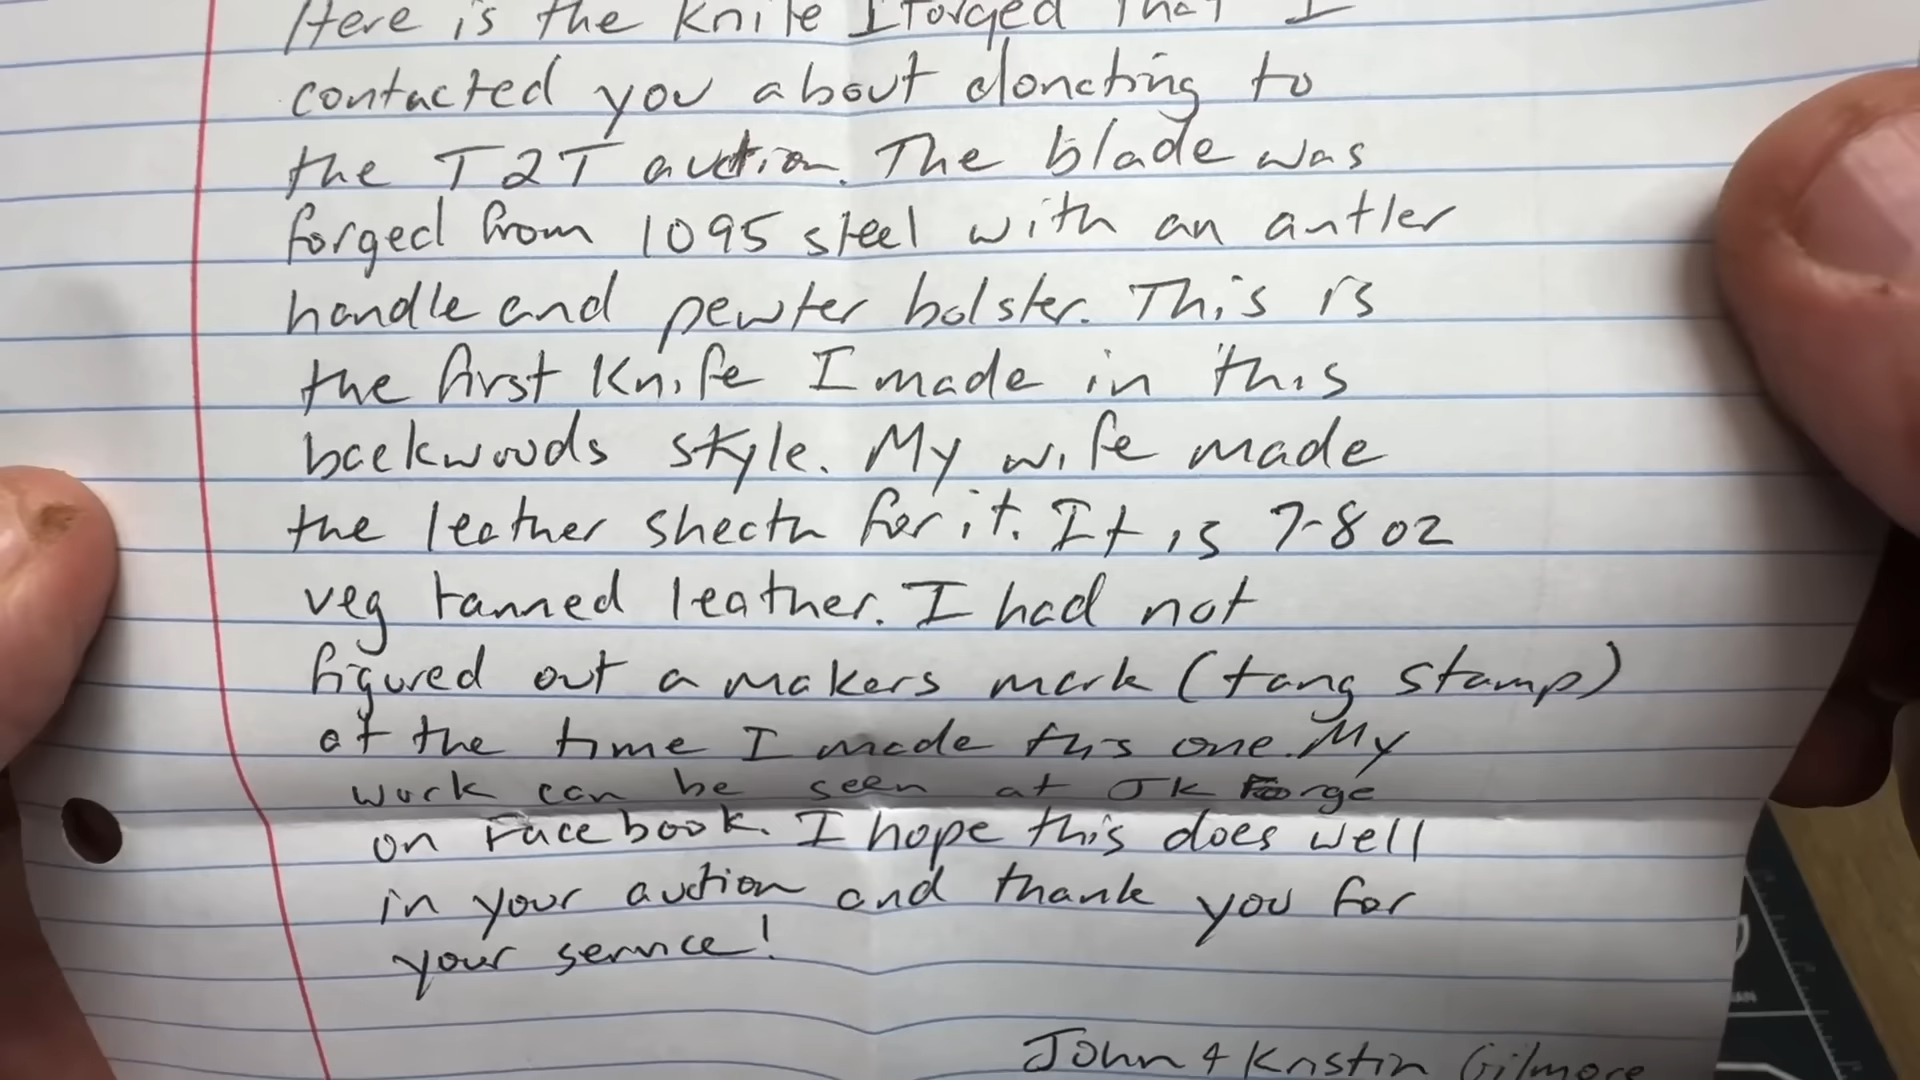 Here is the Knife I forged that I
contacted you about donating to
the T2T auction. The blade was
forged from 1095 steel with an antler
handle and pewter bolster. This is
the first Knife I made in this
backwoods style. My wife made
the leather sheath for it. It is 7-8 oz
veg tanned leather. I had not
figured out a makers mark (tang stamp)
at the time I made this one. My
work can be seen at JK Forge
on Facebook. I hope this does well
in your auction and thank you for
your service!
John & Kristin Gilmore